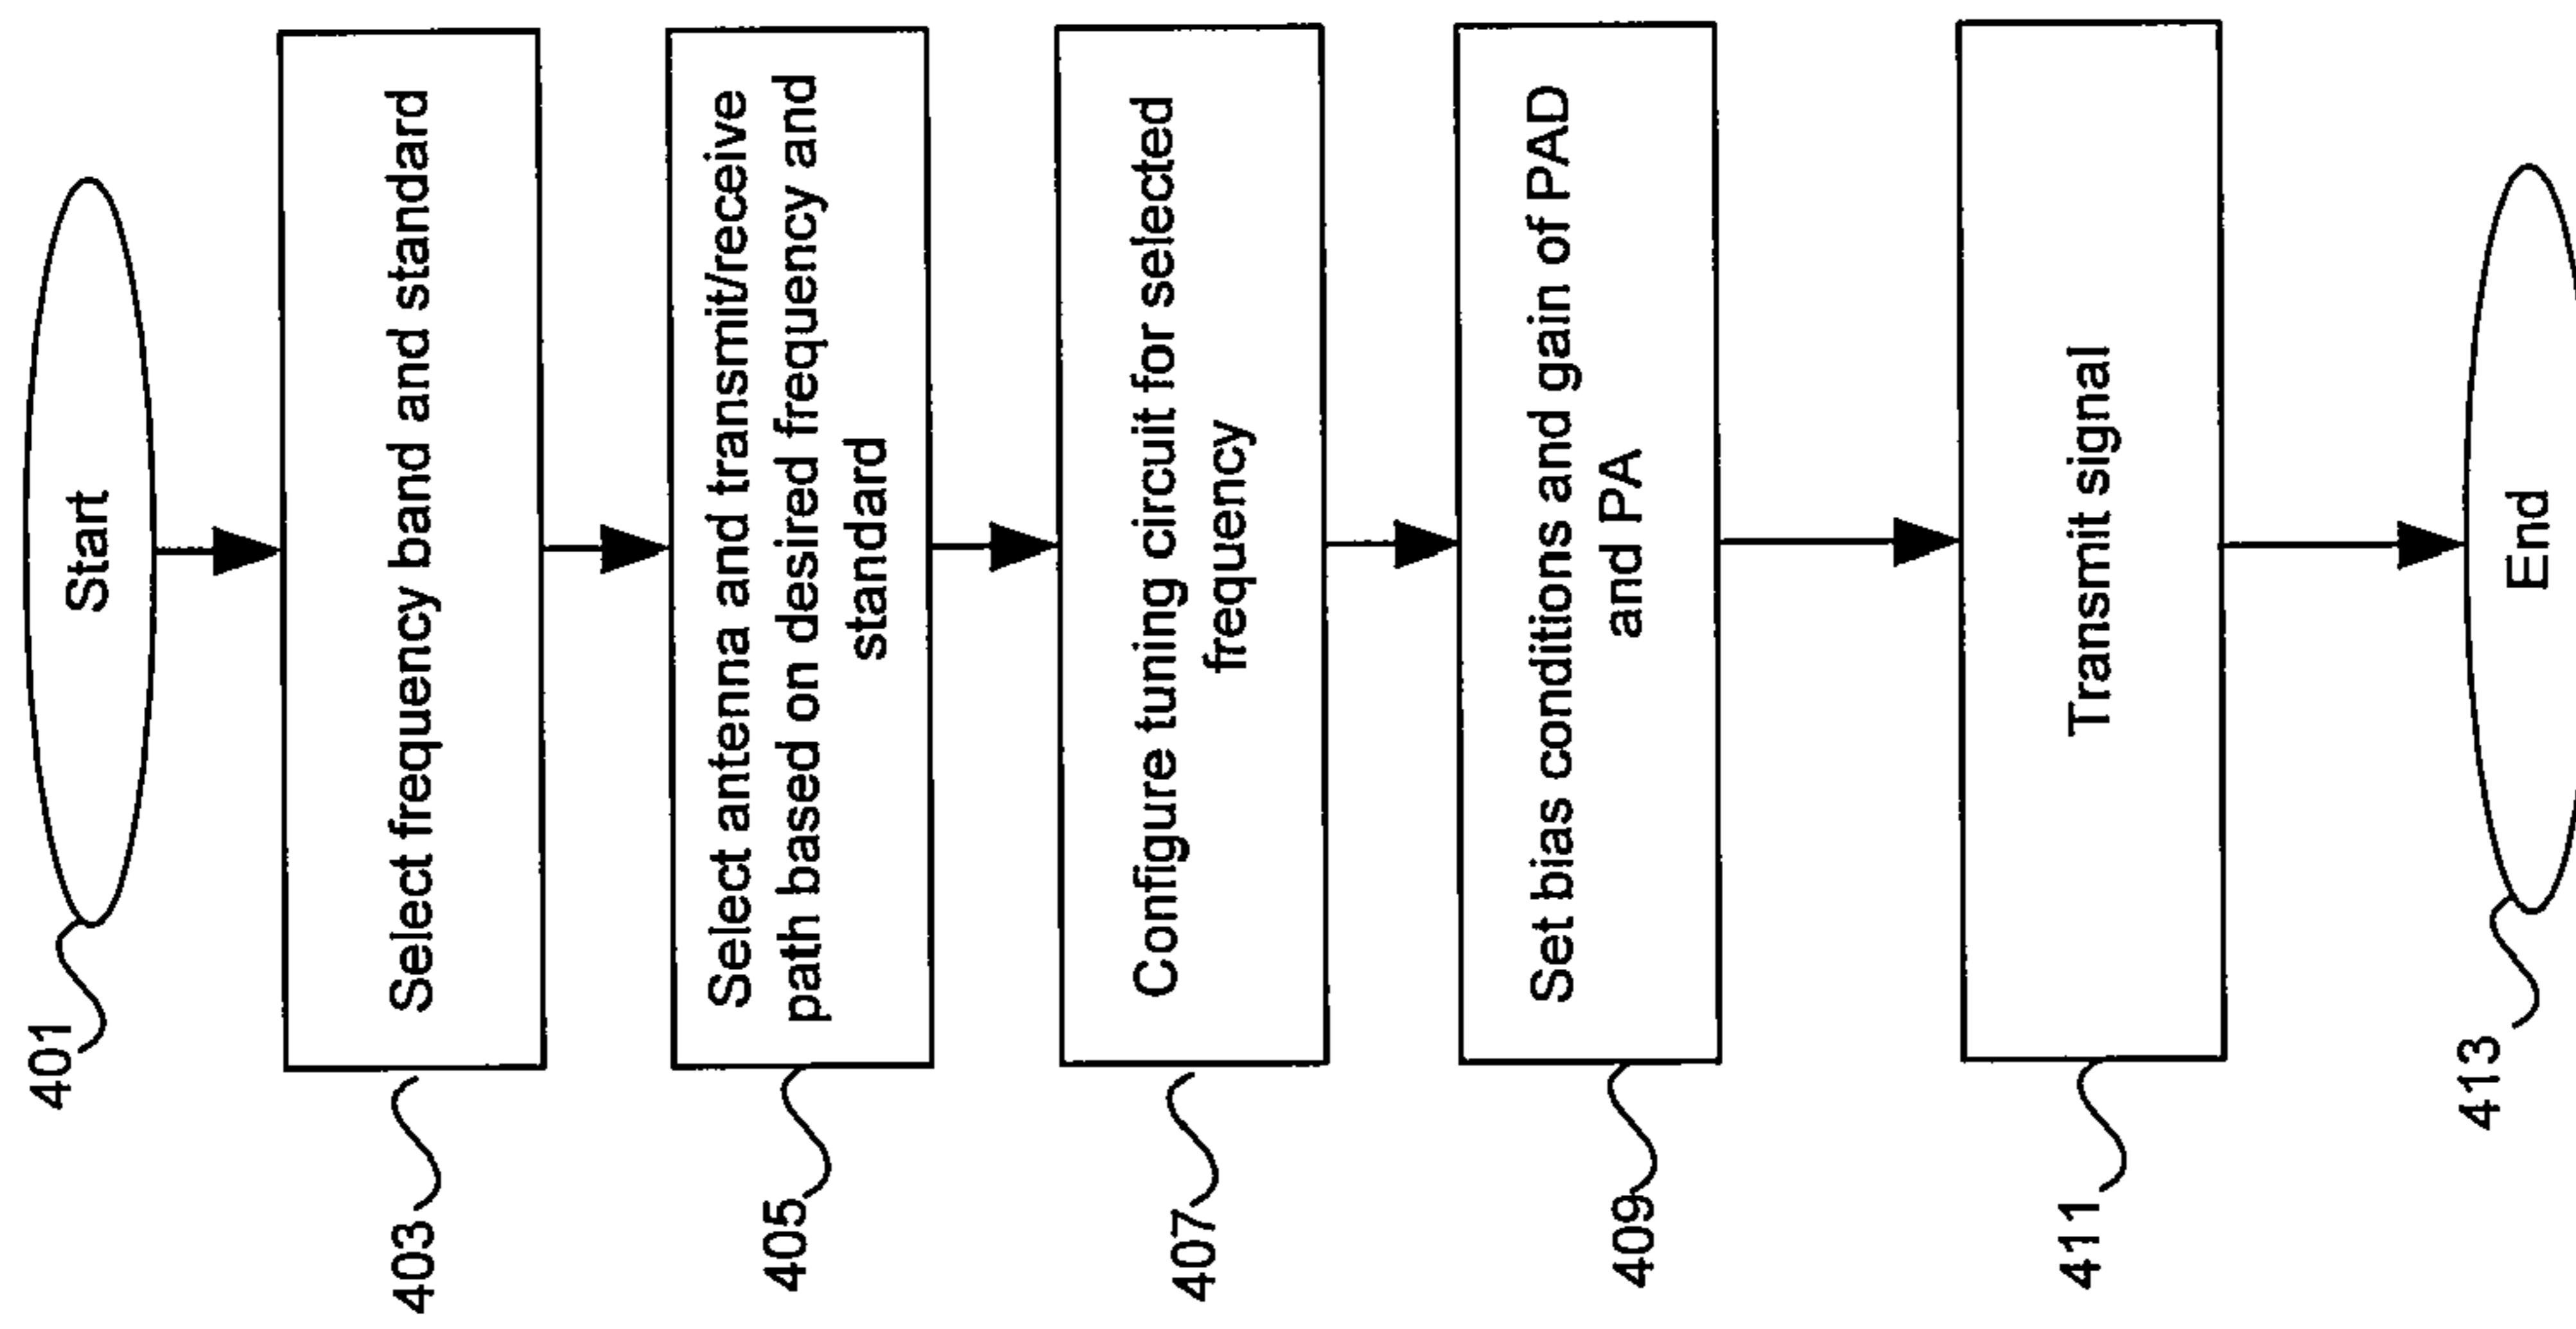 401
Start
403
Select frequency band and standard
405
Select antenna and transmit/receive
path based on desired frequency and
standard
407
Configure tuning circuit for selected
frequency
409
Set bias conditions and gain of PAD
and PA
411
Transmit signal
413
End